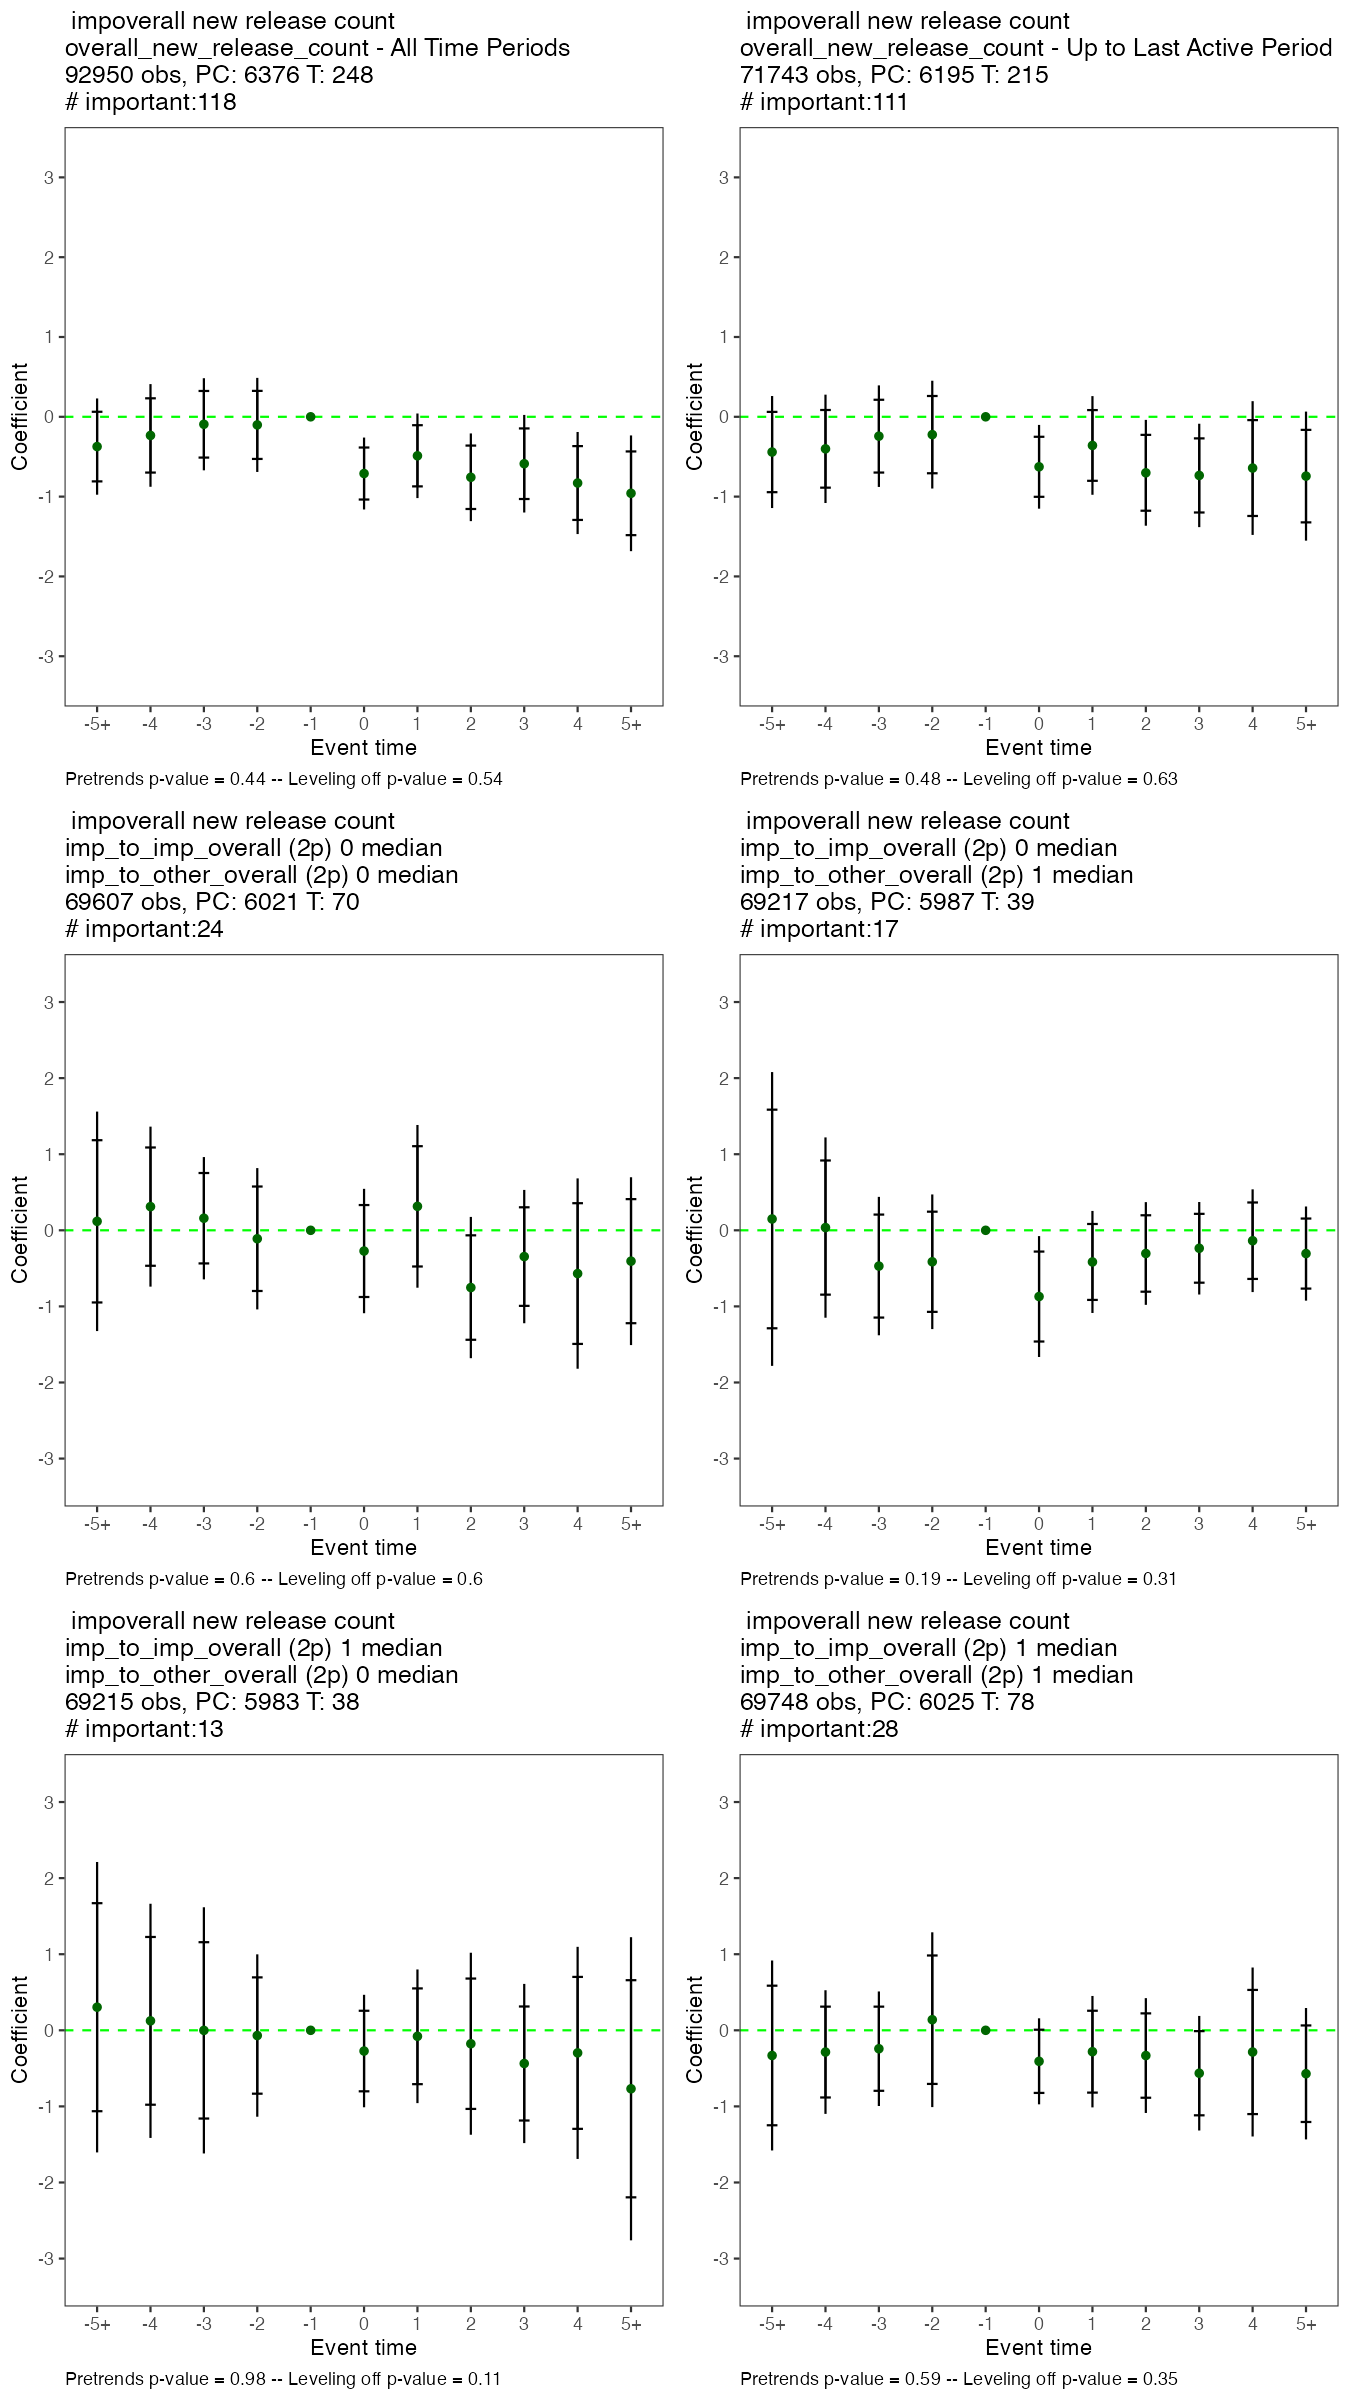 impoverall new release count
overall_new_release_count - All Time Periods
92950 obs, PC: 6376 T: 248
# important:118
3
2
1
0
-1
-2
-3
Coefficient
-5+ -4 -3 -2 -1 0 1 2 3 4 5+
Event time
Pretrends p-value = 0.44 -- Leveling off p-value = 0.54
impoverall new release count
overall_new_release_count - Up to Last Active Period
71743 obs, PC: 6195 T: 215
# important:111
3
2
1
0
-1
-2
-3
Coefficient
-5+ -4 -3 -2 -1 0 1 2 3 4 5+
Event time
Pretrends p-value = 0.48 -- Leveling off p-value = 0.63
impoverall new release count
imp_to_imp_overall (2p) 0 median
imp_to_other_overall (2p) 0 median
69607 obs, PC: 6021 T: 70
# important:24
3
2
1
0
-1
-2
-3
Coefficient
-5+ -4 -3 -2 -1 0 1 2 3 4 5+
Event time
Pretrends p-value = 0.6 -- Leveling off p-value = 0.6
impoverall new release count
imp_to_imp_overall (2p) 0 median
imp_to_other_overall (2p) 1 median
69217 obs, PC: 5987 T: 39
# important:17
3
2
1
0
-1
-2
-3
Coefficient
-5+ -4 -3 -2 -1 0 1 2 3 4 5+
Event time
Pretrends p-value = 0.19 -- Leveling off p-value = 0.31
impoverall new release count
imp_to_imp_overall (2p) 1 median
imp_to_other_overall (2p) 0 median
69215 obs, PC: 5983 T: 38
# important:13
3
2
1
0
-1
-2
-3
Coefficient
-5+ -4 -3 -2 -1 0 1 2 3 4 5+
Event time
Pretrends p-value = 0.98 -- Leveling off p-value = 0.11
impoverall new release count
imp_to_imp_overall (2p) 1 median
imp_to_other_overall (2p) 1 median
69748 obs, PC: 6025 T: 78
# important:28
3
2
1
0
-1
-2
-3
Coefficient
-5+ -4 -3 -2 -1 0 1 2 3 4 5+
Event time
Pretrends p-value = 0.59 -- Leveling off p-value = 0.35